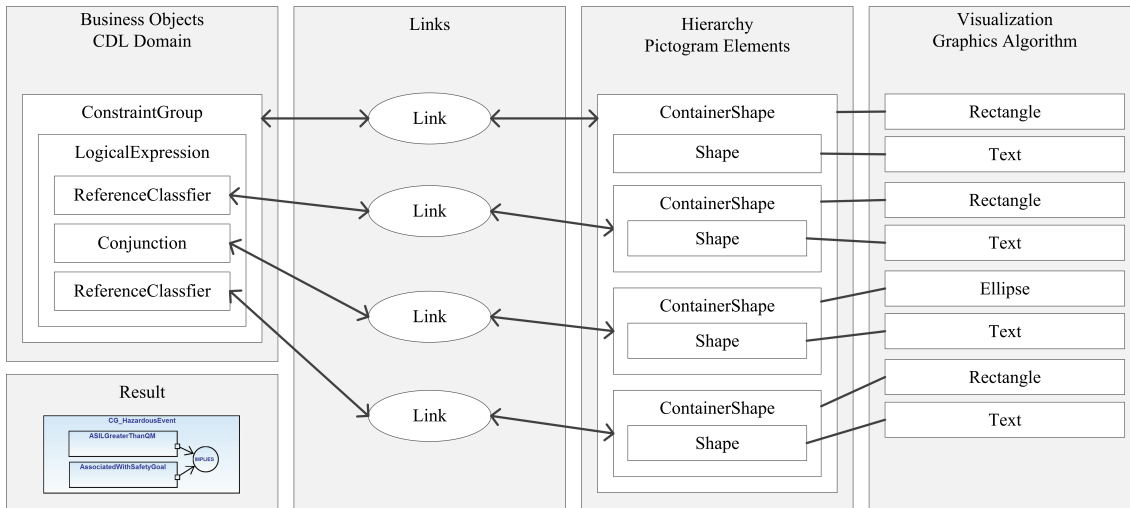 Business Objects
CDL Domain
ConstraintGroup
LogicalExpression
ReferenceClassfier
Conjunction
ReferenceClassfier
Result
CG_HazardousEvent
ASILGreaterThanQM
IMPLIES
AssociatedWithSafetyGoal
Links
Link
Link
Link
Link
Hierarchy
Pictogram Elements
ContainerShape
Shape
ContainerShape
Shape
ContainerShape
Shape
ContainerShape
Shape
Visualization
Graphics Algorithm
Rectangle
Text
Rectangle
Text
Ellipse
Text
Rectangle
Text